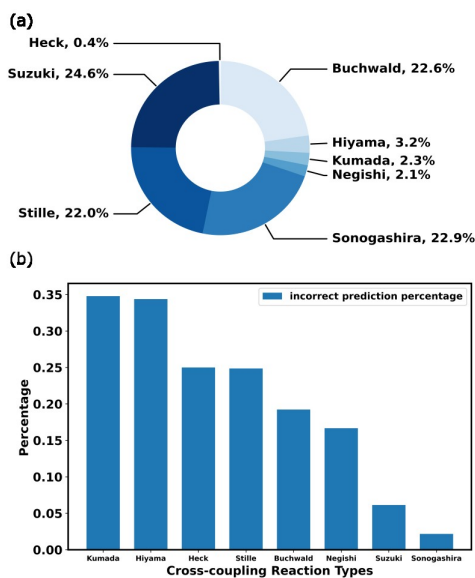 (a)
Heck, 0.4%
Suzuki, 24.6%
Buchwald, 22.6%
Hiyama, 3.2%
Kumada, 2.3%
Negishi, 2.1%
Stille, 22.0%
Sonogashira, 22.9%
(b)
incorrect prediction percentage
Percentage
0.35
0.30
0.25
0.20
0.15
0.10
0.05
0.00
Kumada Hiyama Heck Stille Buchwald Negishi Suzuki Sonogashira
Cross-coupling Reaction Types